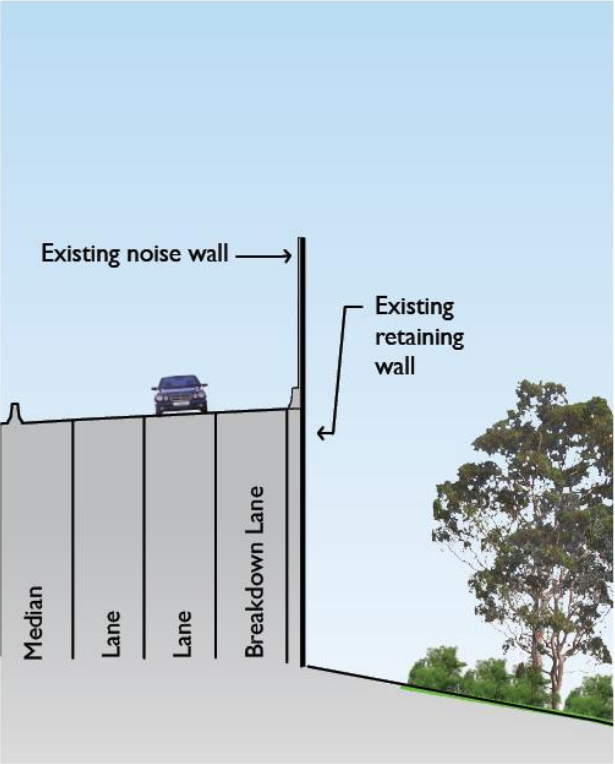 Existing noise wall
Existing
retaining
wall
Median
Lane
Lane
Breakdown Lane